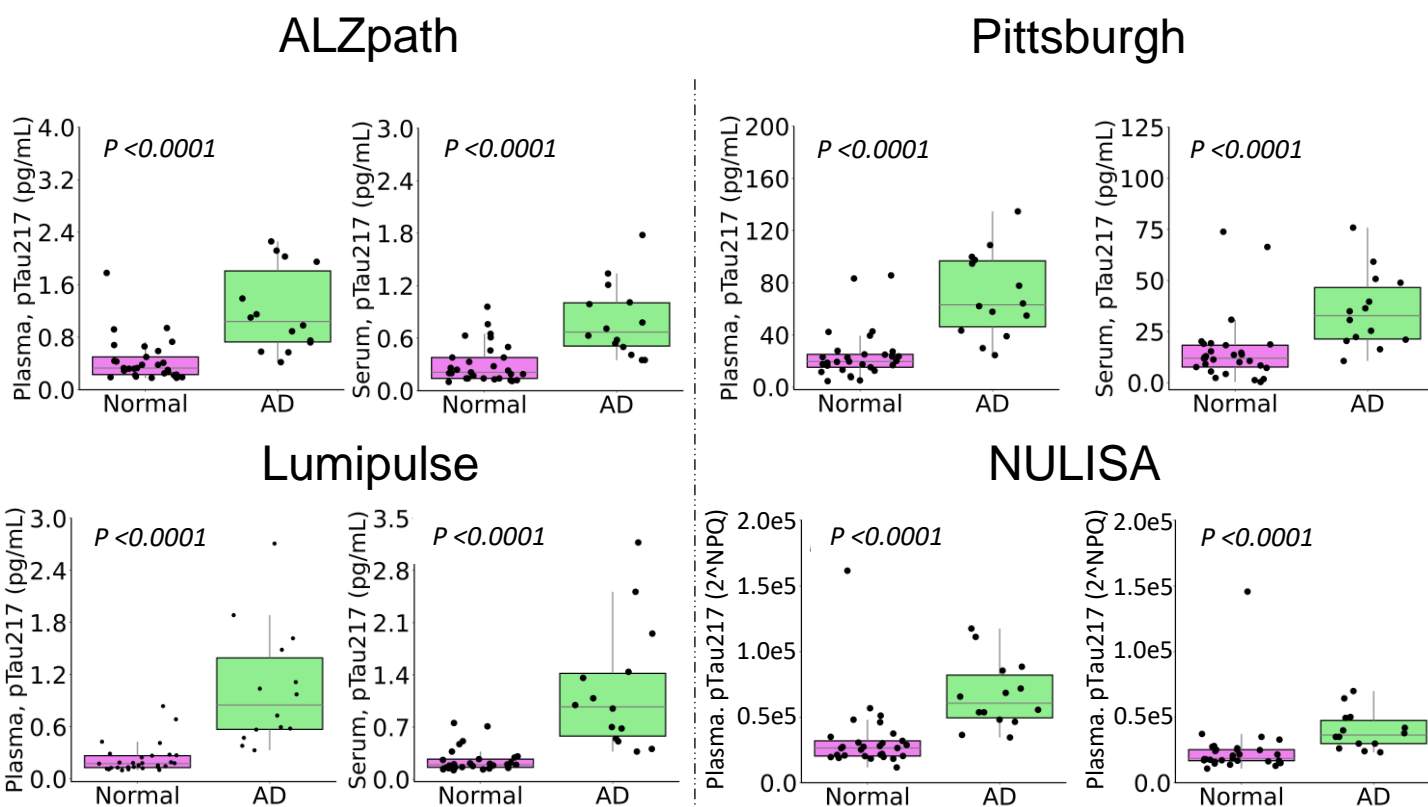 ALZpath
Pittsburgh
Plasma, pTau217 (pg/mL)
4.0
3.2
2.4
1.6
0.8
0.0
P <0.0001
Normal
AD
Serum, pTau217 (pg/mL)
3.0
2.4
1.8
1.2
0.6
0.0
P <0.0001
Normal
AD
Plasma, pTau217 (pg/mL)
200
160
120
80
40
0.0
P <0.0001
Normal
AD
Serum, pTau217 (pg/mL)
125
100
75
50
25
0.0
P <0.0001
Normal
AD
Lumipulse
NULISA
Plasma, pTau217 (pg/mL)
3.0
2.4
1.8
1.2
0.6
0.0
P <0.0001
Normal
AD
Serum, pTau217 (pg/mL)
3.5
2.8
2.1
1.4
0.7
0.0
P <0.0001
Normal
AD
Plasma. pTau217 (2^NPQ)
2.0e5
1.5e5
1.0e5
0.5e5
0.0
P <0.0001
Normal
AD
Plasma. pTau217 (2^NPQ)
2.0e5
1.5e5
1.0e5
0.5e5
0.0
P <0.0001
Normal
AD